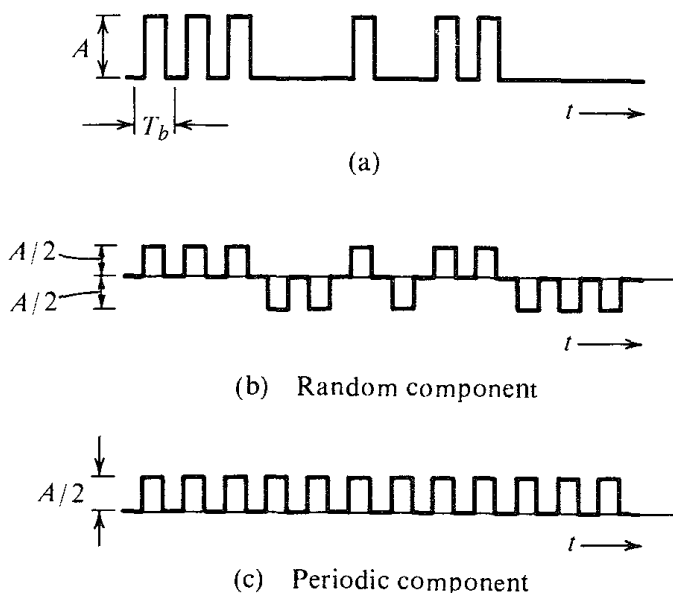 A
T_b
t
(a)
A/2
A/2
t
(b) Random component
A/2
t
(c) Periodic component